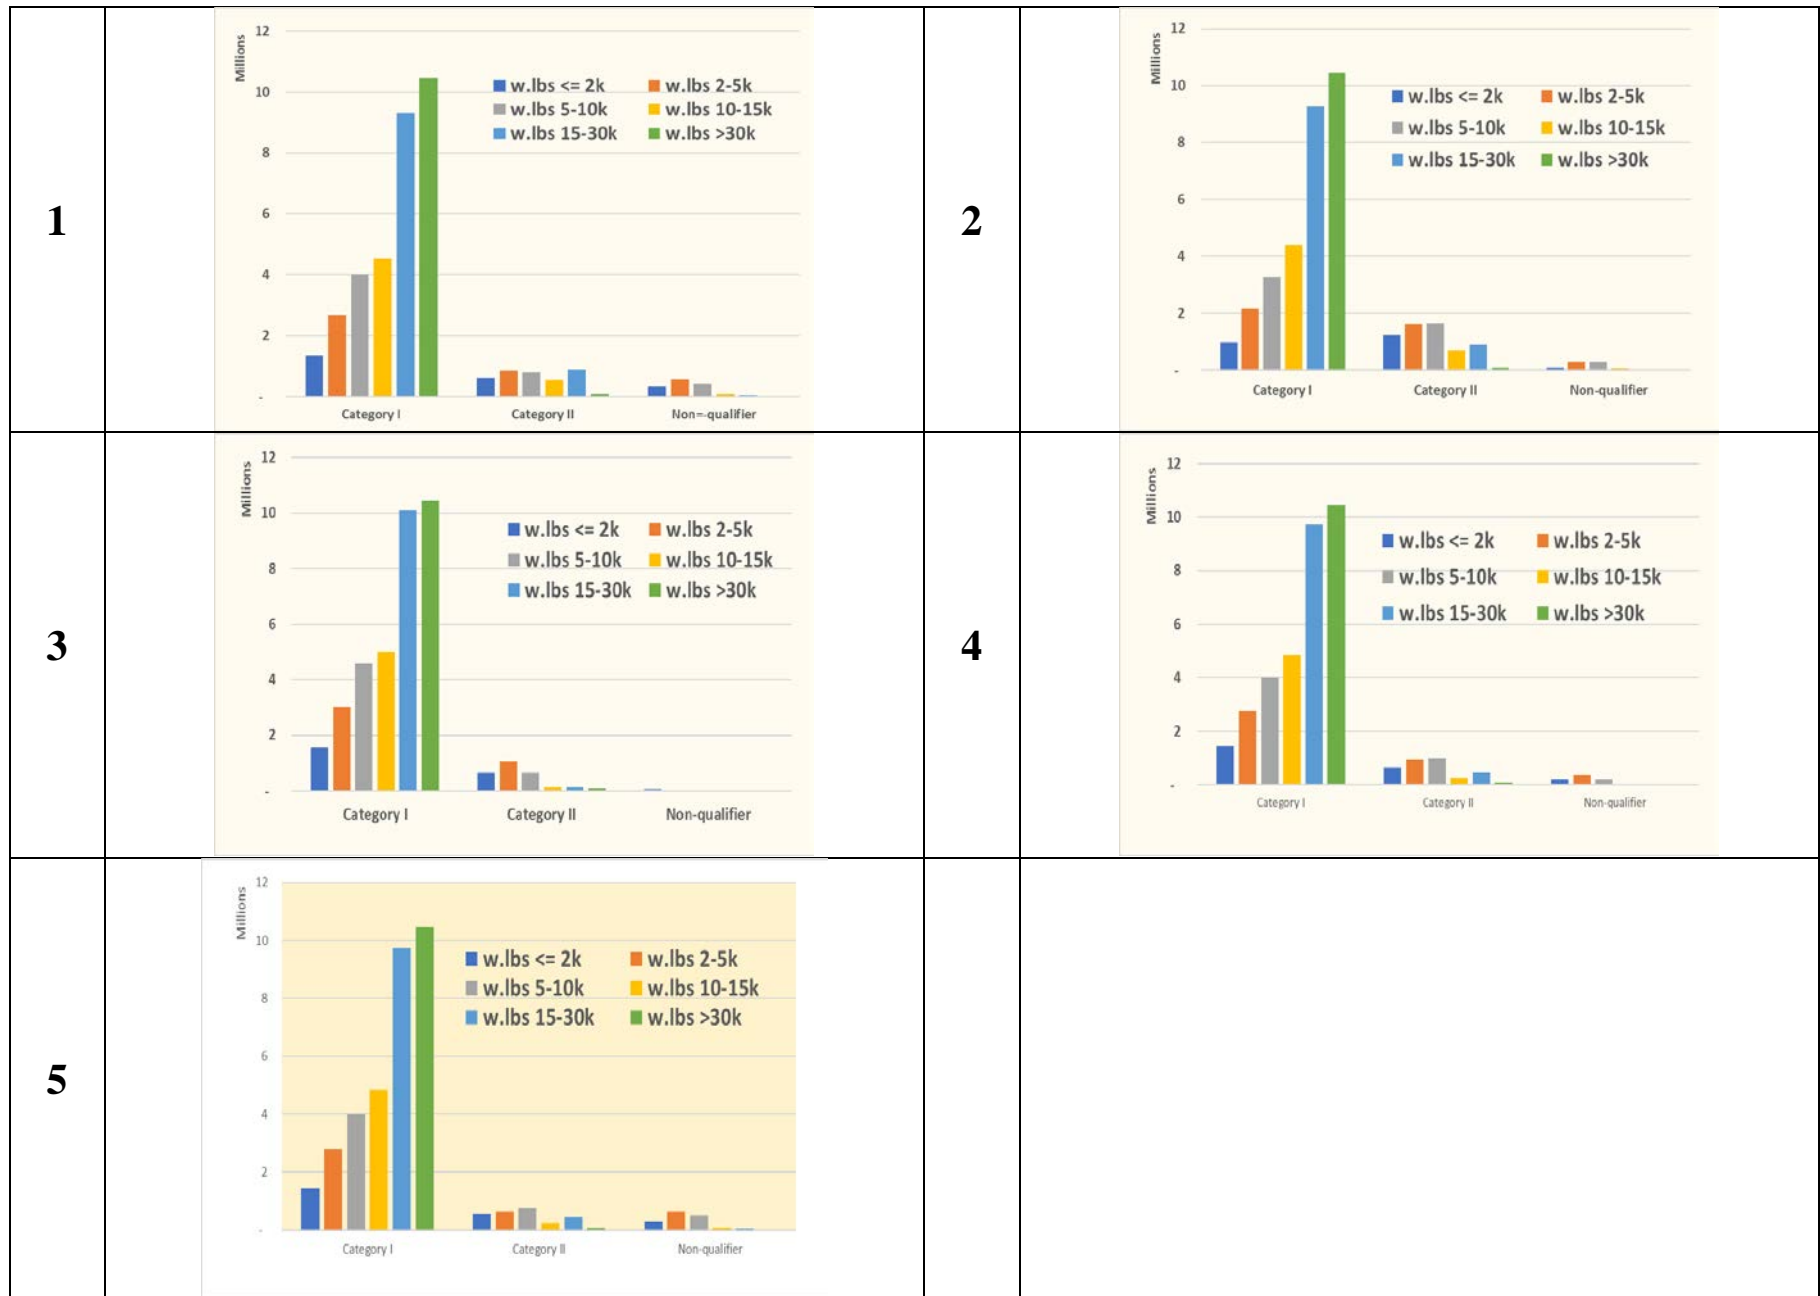 1
Millions
12
10
8
6
4
2
-
w.lbs <= 2k w.lbs 2-5k
w.lbs 5-10k w.lbs 10-15k
w.lbs 15-30k w.lbs >30k
Category I Category II Non=-qualifier
2
Millions
12
10
8
6
4
2
-
w.lbs <= 2k w.lbs 2-5k
w.lbs 5-10k w.lbs 10-15k
w.lbs 15-30k w.lbs >30k
Category I Category II Non-qualifier
3
Millions
12
10
8
6
4
2
-
w.lbs <= 2k w.lbs 2-5k
w.lbs 5-10k w.lbs 10-15k
w.lbs 15-30k w.lbs >30k
Category I Category II Non-qualifier
4
Millions
12
10
8
6
4
2
-
w.lbs <= 2k w.lbs 2-5k
w.lbs 5-10k w.lbs 10-15k
w.lbs 15-30k w.lbs >30k
Category I Category II Non-qualifier
5
Millions
12
10
8
6
4
2
-
w.lbs <= 2k w.lbs 2-5k
w.lbs 5-10k w.lbs 10-15k
w.lbs 15-30k w.lbs >30k
Category I Category II Non-qualifier